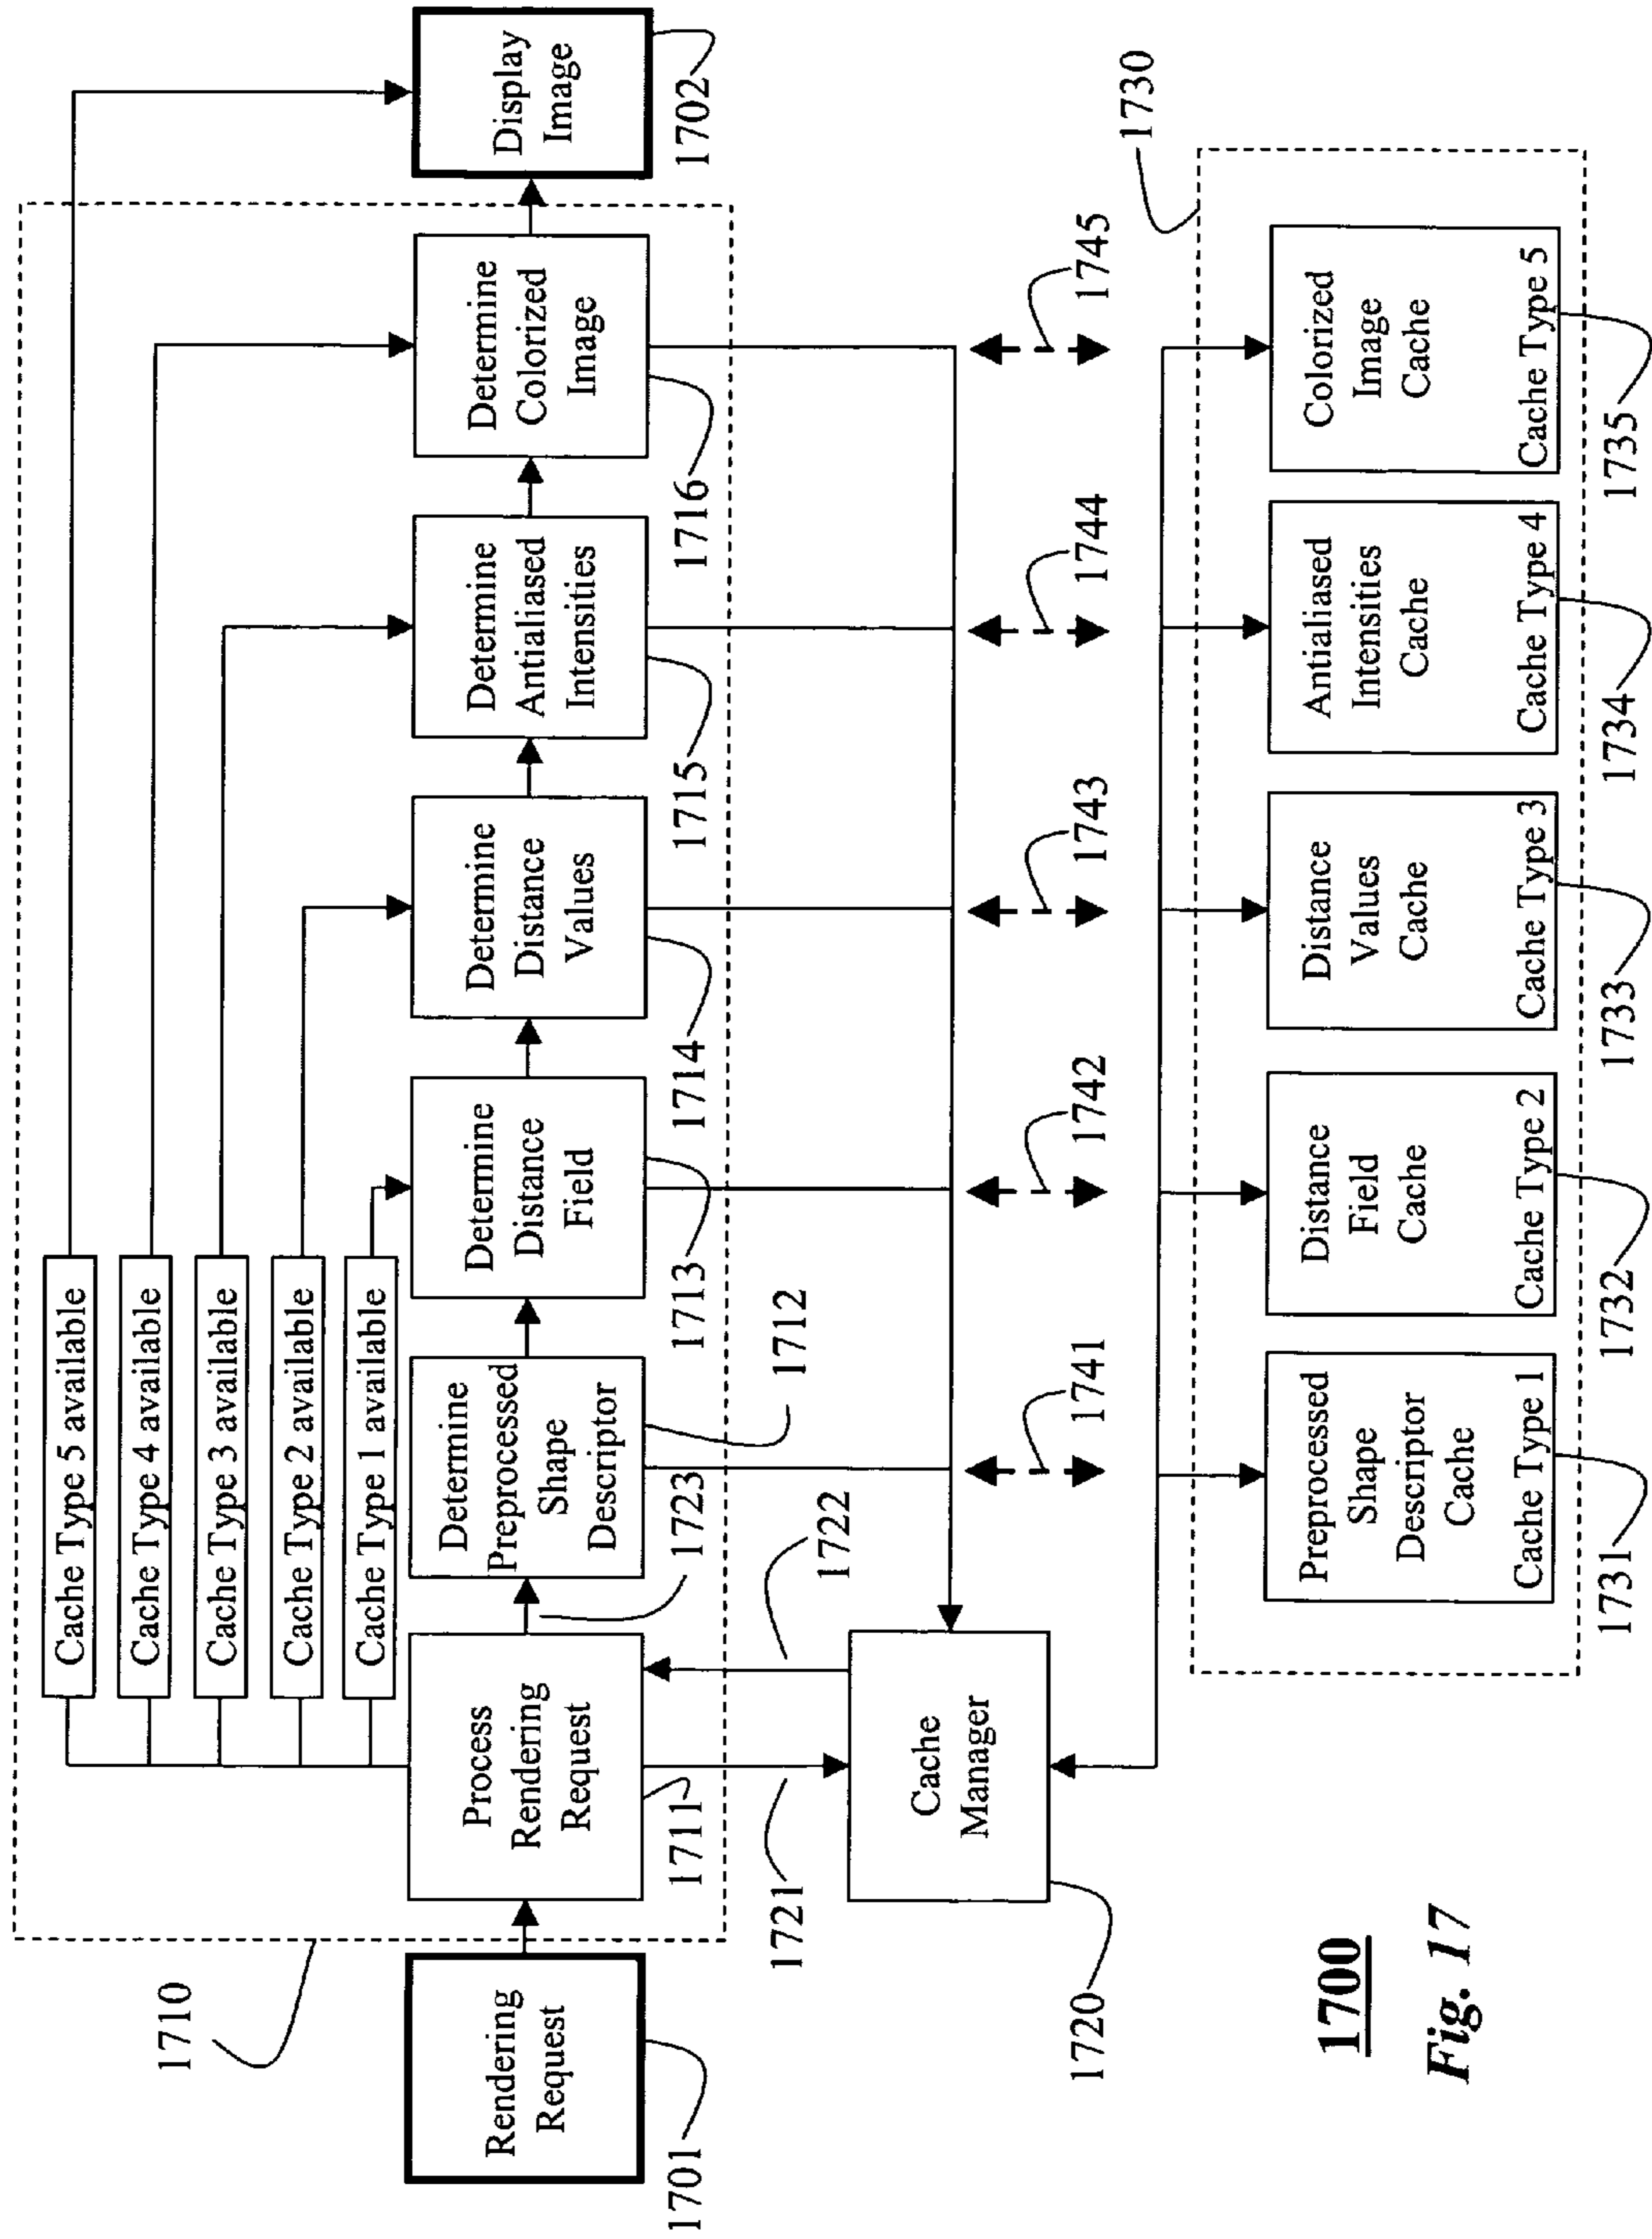 Cache Type 5 available
Cache Type 4 available
Cache Type 3 available
Cache Type 2 available
Cache Type 1 available
1710
Rendering
Request
1701
Process
Rendering
Request
1711
1723
Determine
Preprocessed
Shape
Descriptor
1712
Determine
Distance
Field
1713
Determine
Distance
Values
1714
Determine
Antialiased
Intensities
1715
Determine
Colorized
Image
1716
Display
Image
1702
1721
1722
Cache
Manager
1720
1741
1742
1743
1744
1745
1730
Preprocessed
Shape
Descriptor
Cache
Cache Type 1
1731
Distance
Field
Cache
Cache Type 2
1732
Distance
Values
Cache
Cache Type 3
1733
Antialiased
Intensities
Cache
Cache Type 4
1734
Colorized
Image
Cache
Cache Type 5
1735
1700
Fig. 17